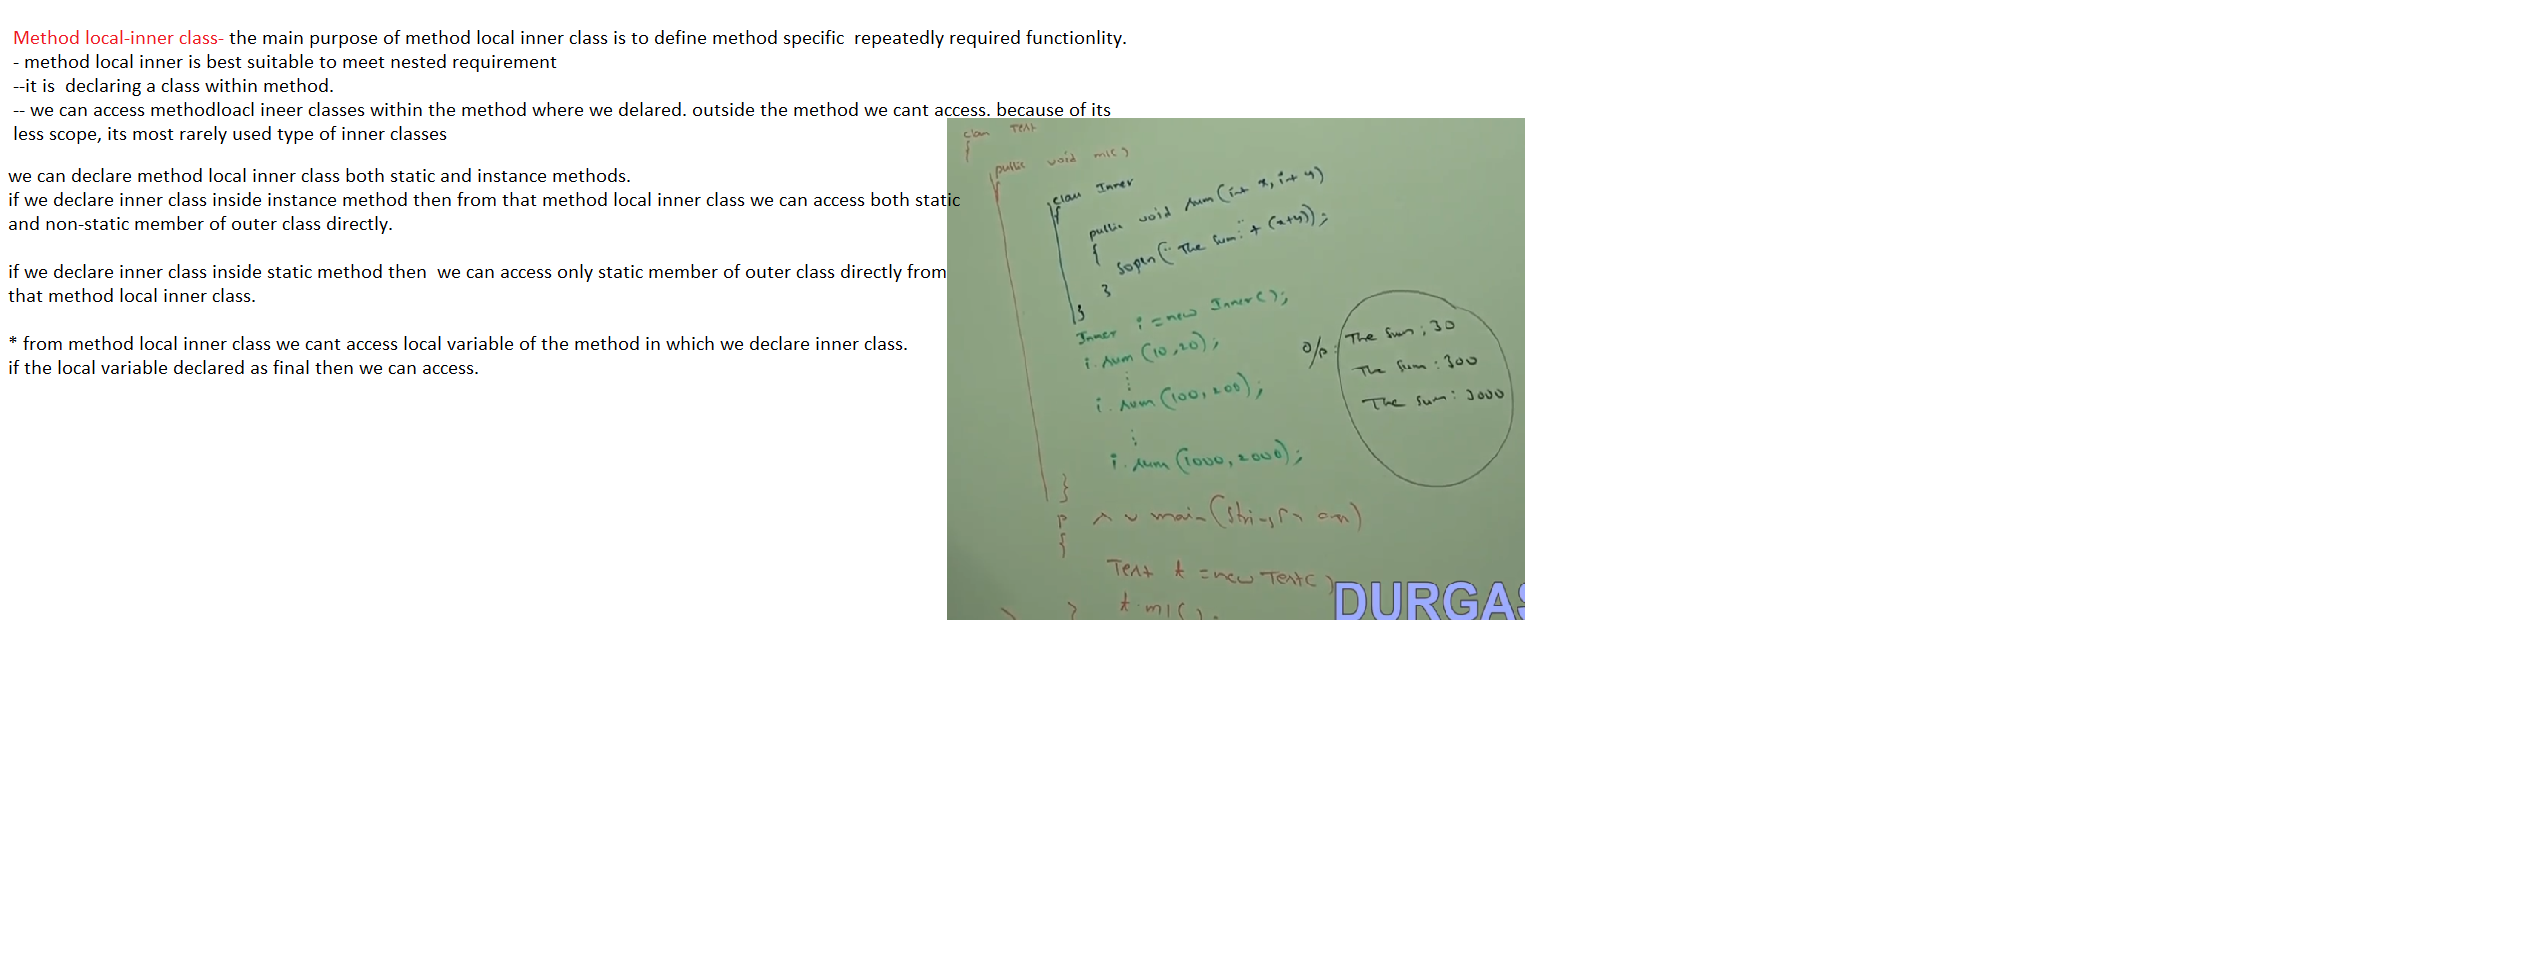 Method local-inner class- the main purpose of method local inner class is to define method specific  repeatedly required functionlity.
- method local inner is best suitable to meet nested requirement
--it is  declaring a class within method.
-- we can access methodloacl ineer classes within the method where we delared. outside the method we cant access. because of its
less scope, its most rarely used type of inner classes
we can declare method local inner class both static and instance methods.
if we declare inner class inside instance method then from that method local inner class we can access both static
and non-static member of outer class directly.
if we declare inner class inside static method then  we can access only static member of outer class directly from
that method local inner class.
* from method local inner class we cant access local variable of the method in which we declare inner class.
if the local variable declared as final then we can access.
class Test
{
public void m1()
{
class Inner
{
public void sum(int x, int y)
{
sopln("The sum:" + (x+y));
}
}
Inner i = new Inner();
i.sum(10,20);
⋮
i.sum(100,200);
⋮
i.sum(1000,2000);
}
p s v main(String[] args)
{
Test t = new Test()
t.m1();
}
}
o/p:
The sum: 30
The sum: 300
The sum: 3000
DURGAS